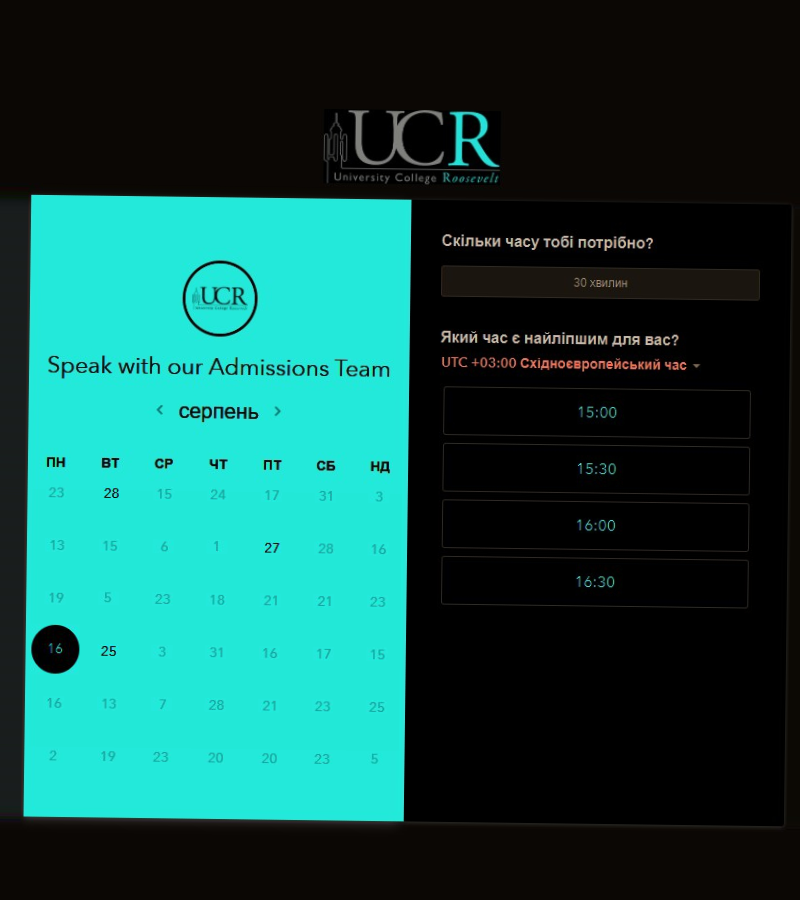 UCR
University College Roosevelt
UCR
University College Roosevelt
Speak with our Admissions Team
серпень
ПН ВТ СР ЧТ ПТ СБ НД
23 28 15 24 17 31 3
13 15 6 1 27 28 16
19 5 23 18 21 21 23
16 25 3 31 16 17 15
16 13 7 28 21 23 25
2 19 23 20 20 23 5
Скільки часу тобі потрібно?
30 хвилин
Який час є найліпшим для вас?
UTC +03:00 Східноєвропейський час
15:00
15:30
16:00
16:30